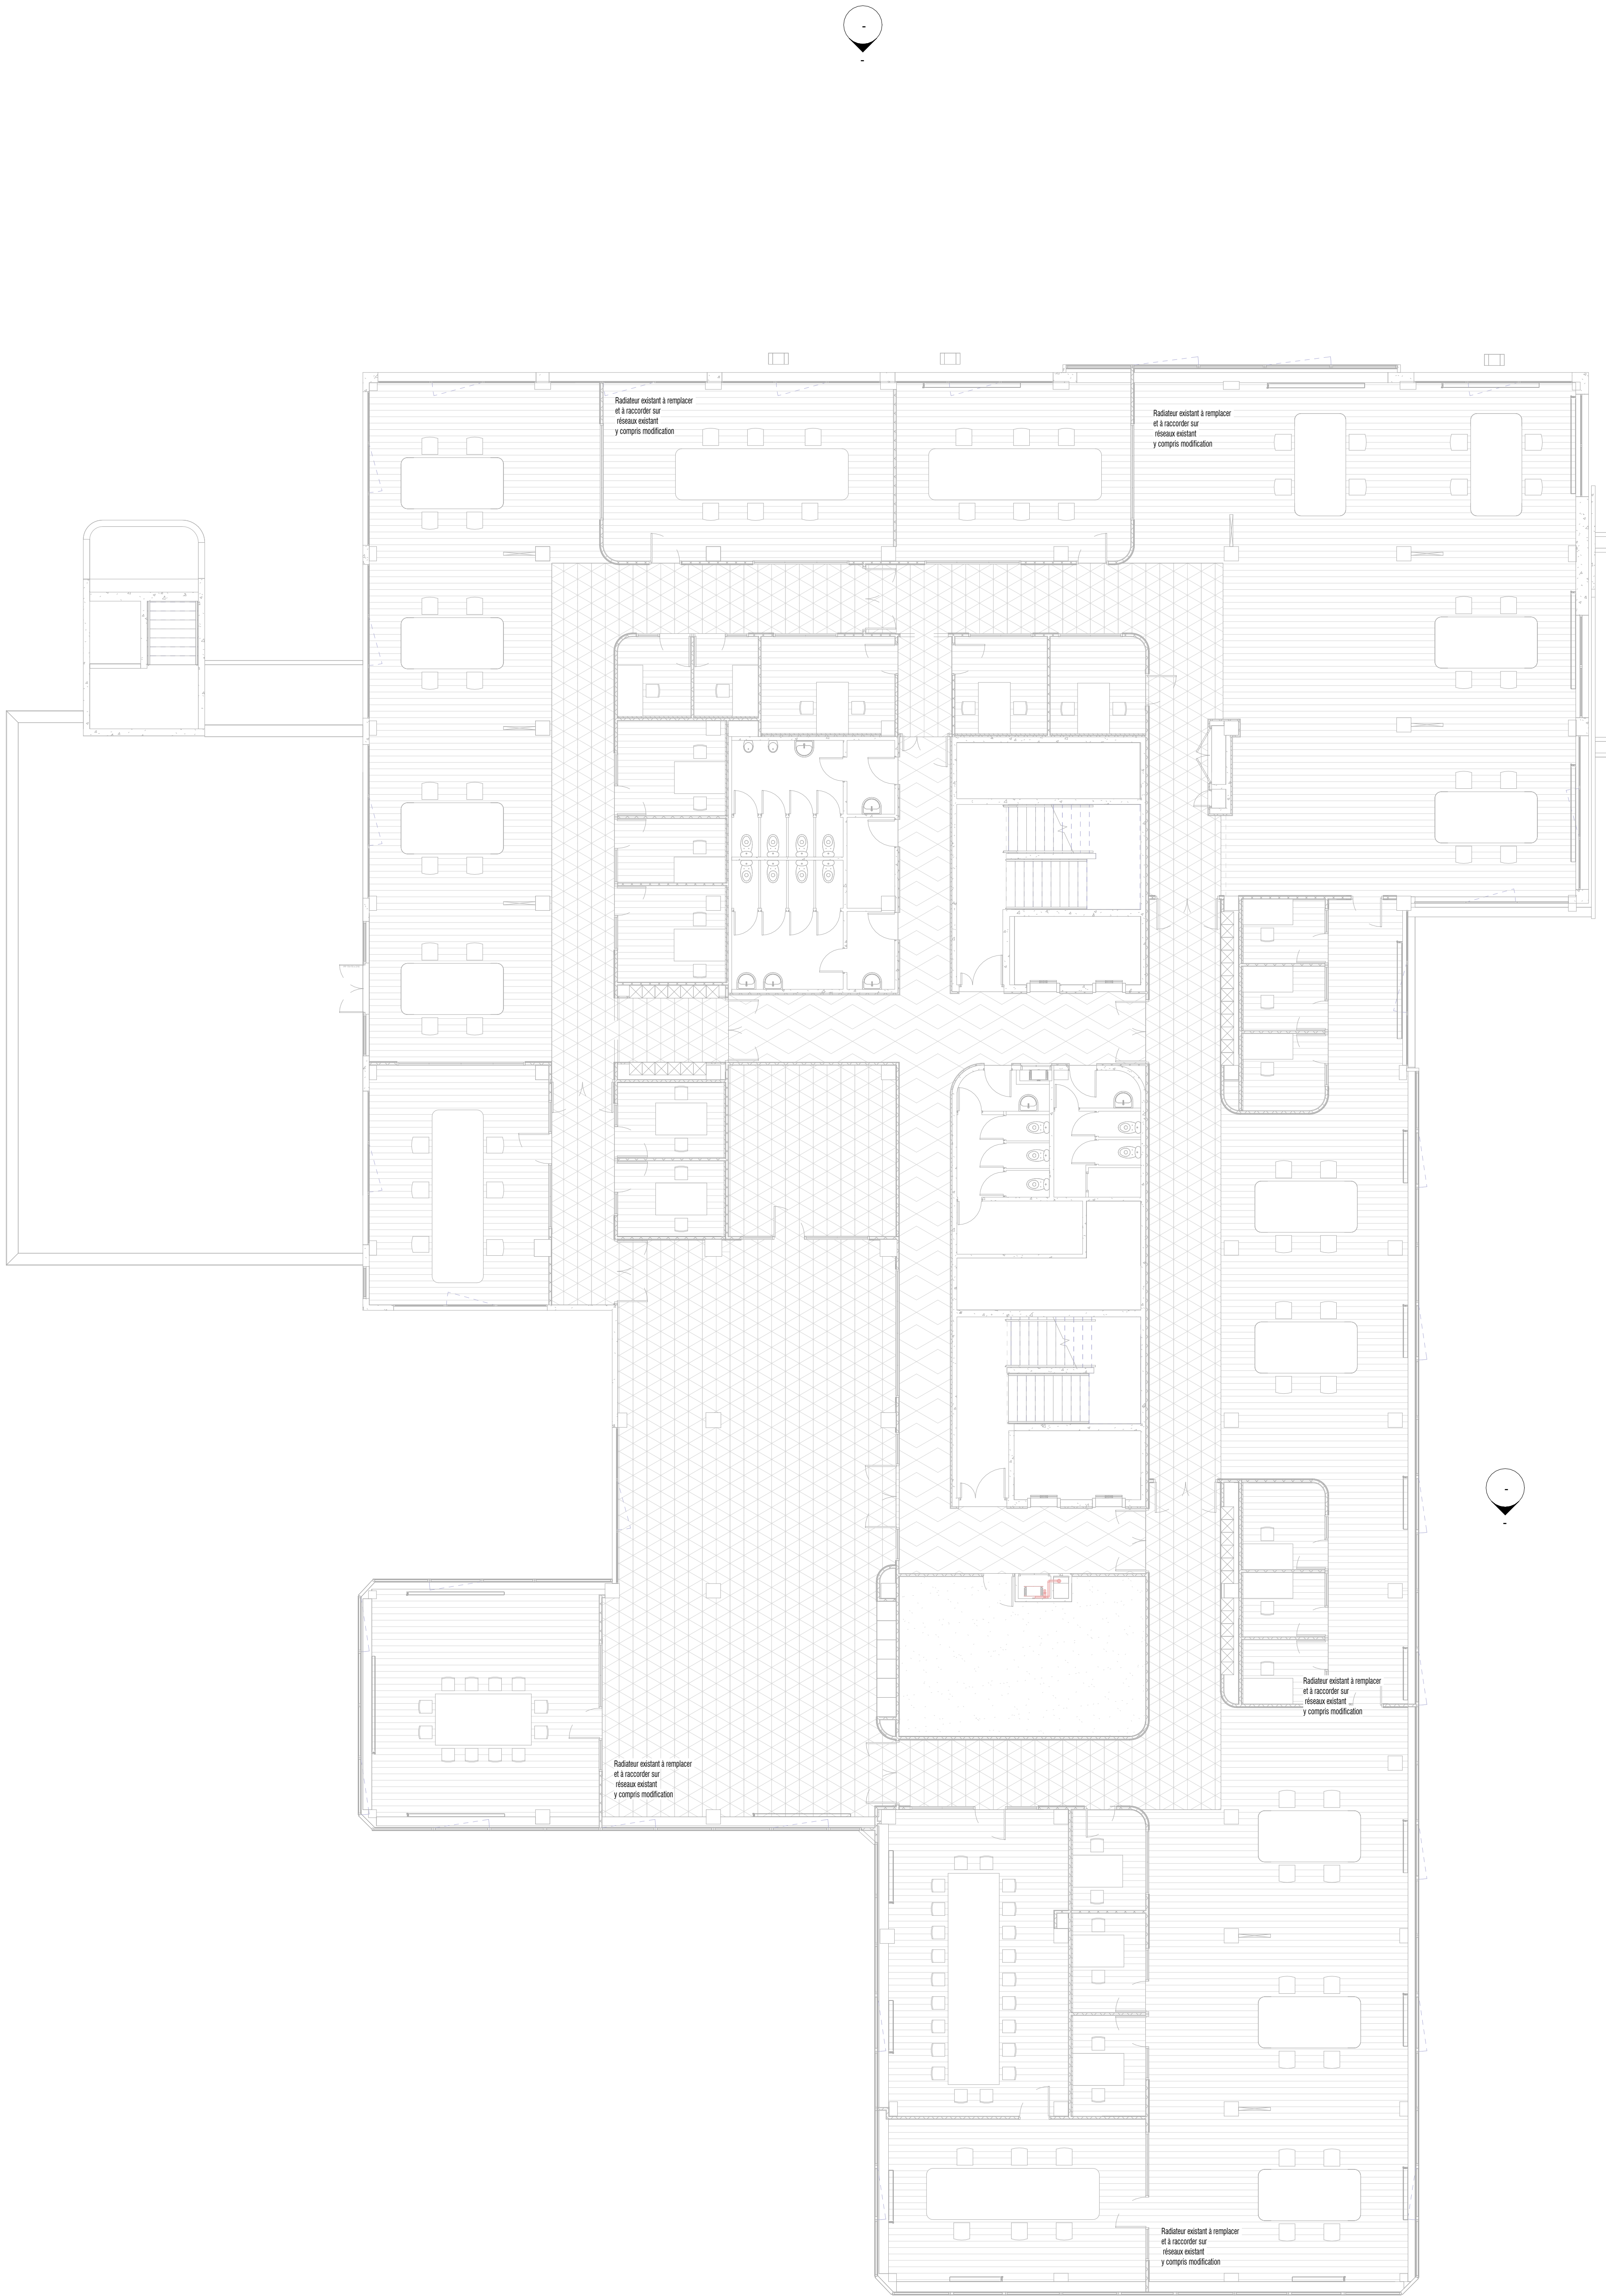 -
-
Radiateur existant à remplacer
et à raccorder sur
réseaux existant
y compris modification
Radiateur existant à remplacer
et à raccorder sur
réseaux existant
y compris modification
-
-
Radiateur existant à remplacer
et à raccorder sur
réseaux existant
y compris modification
Radiateur existant à remplacer
et à raccorder sur
réseaux existant
y compris modification
Radiateur existant à remplacer
et à raccorder sur
réseaux existant
y compris modification